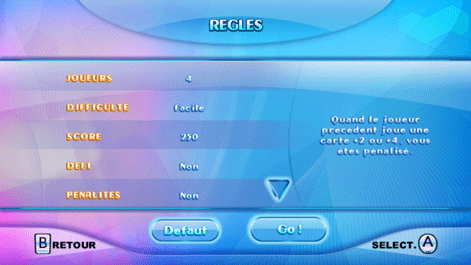 REGLES
JOUEURS 4
DIFFICULTE Facile
SCORE 250
DEFI Non
PENALITES Non
Quand le joueur
precedent joue une
carte +2 ou +4, vous
etes penalise.
Defaut Go !
B RETOUR SELECT. A